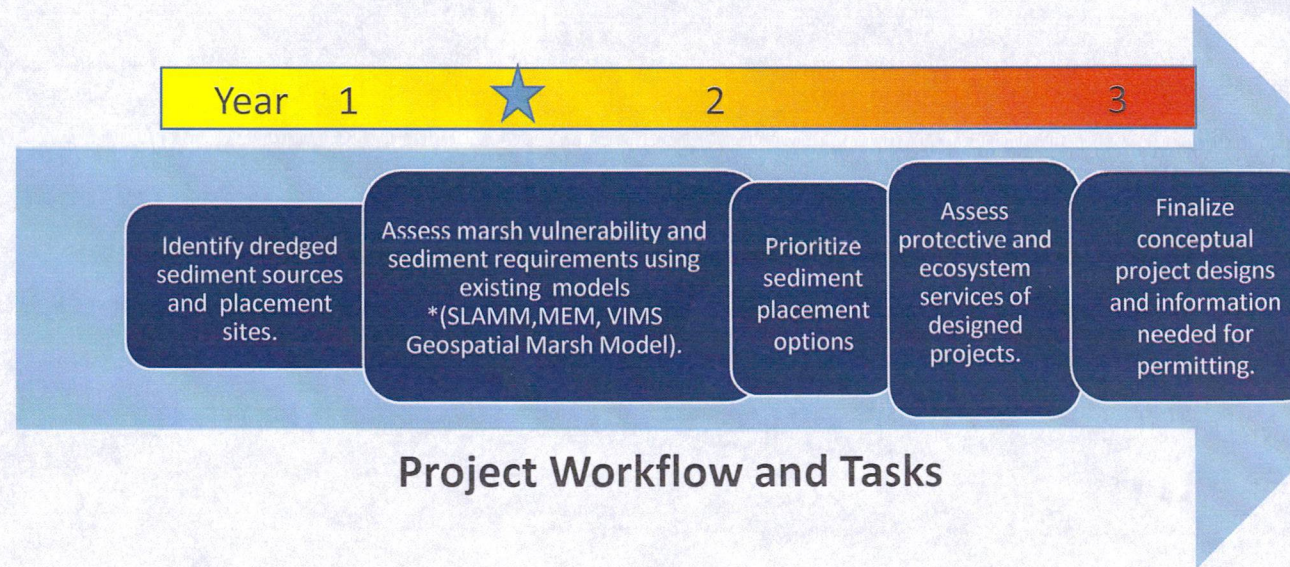 Year 1 2 3
Identify dredged
sediment sources
and placement
sites.
Assess marsh vulnerability and
sediment requirements using
existing models
*(SLAMM,MEM, VIMS
Geospatial Marsh Model).
Prioritize
sediment
placement
options
Assess
protective and
ecosystem
services of
designed
projects.
Finalize
conceptual
project designs
and information
needed for
permitting.
Project Workflow and Tasks